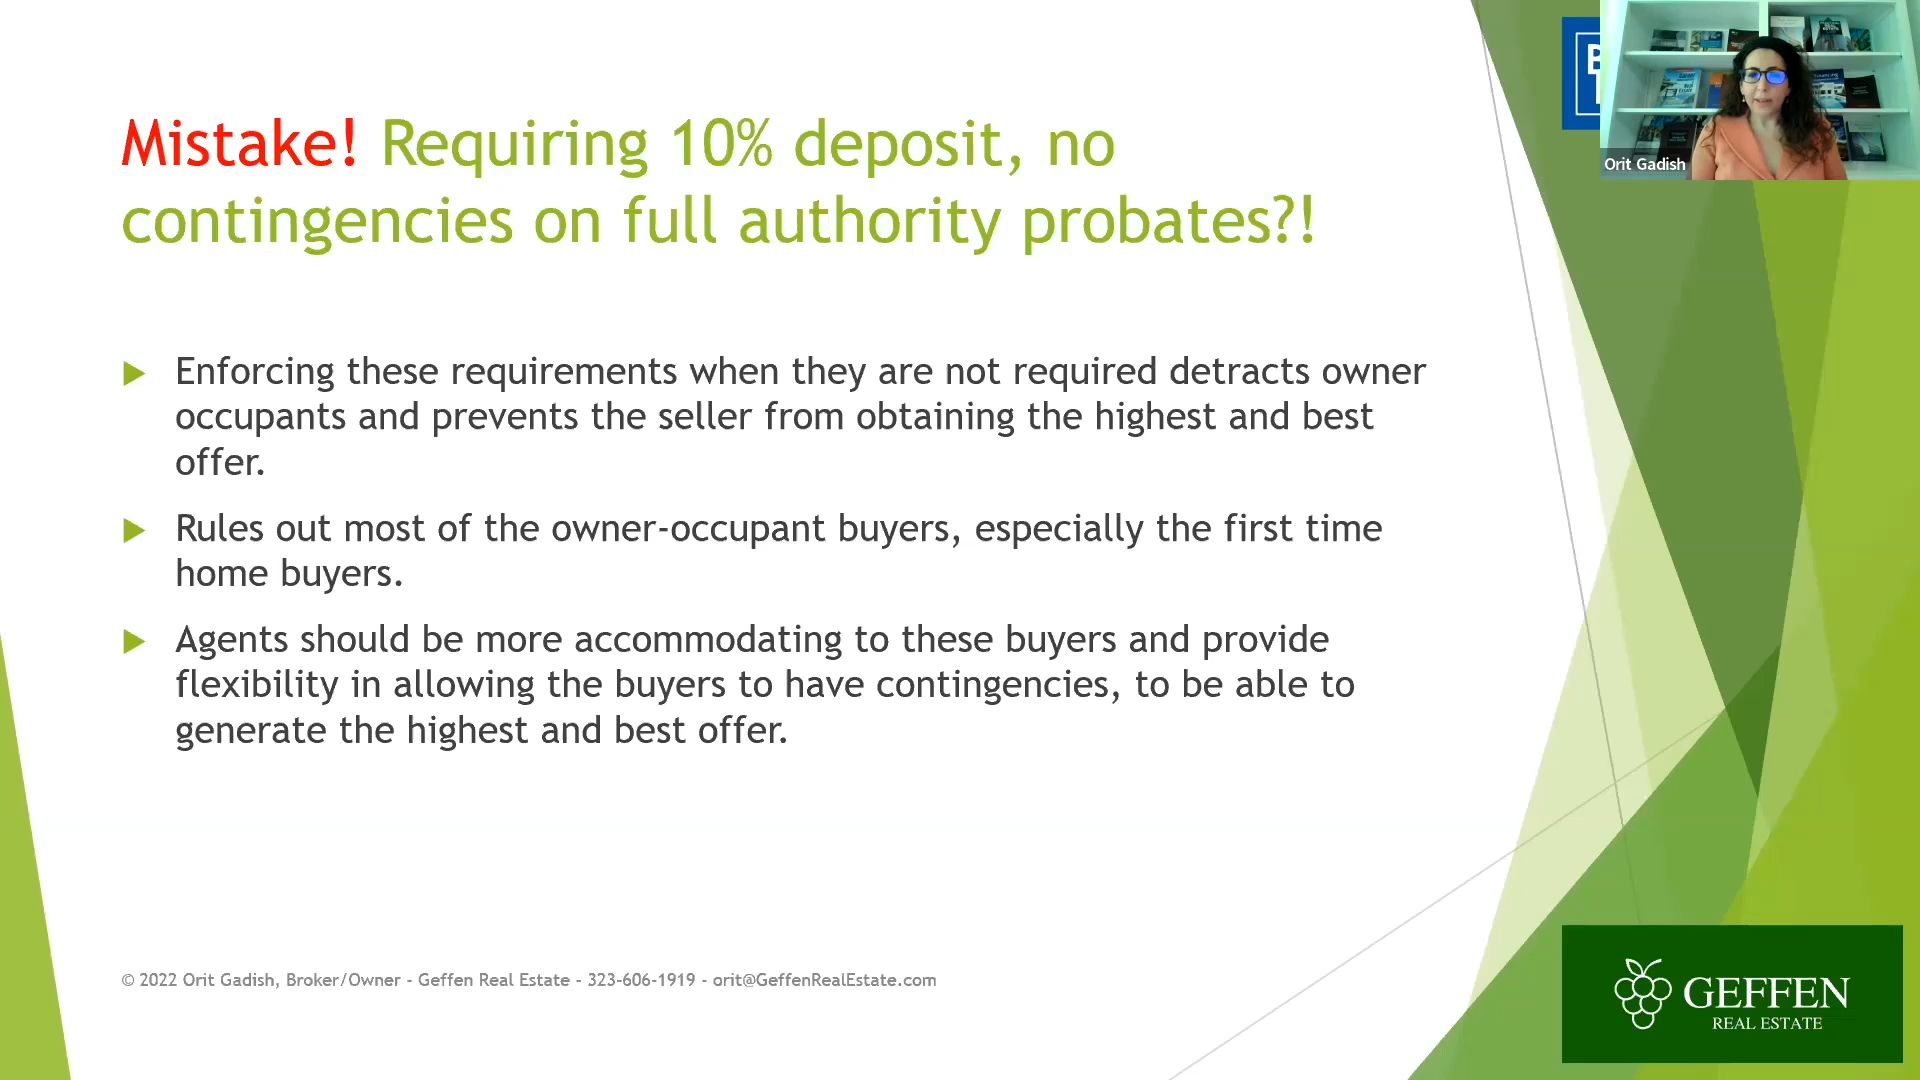 Mistake! Requiring 10% deposit, no
contingencies on full authority probates?!
Enforcing these requirements when they are not required detracts owner
occupants and prevents the seller from obtaining the highest and best
offer.
Rules out most of the owner-occupant buyers, especially the first time
home buyers.
Agents should be more accommodating to these buyers and provide
flexibility in allowing the buyers to have contingencies, to be able to
generate the highest and best offer.
© 2022 Orit Gadish, Broker/Owner - Geffen Real Estate - 323-606-1919 - orit@GeffenRealEstate.com
Orit Gadish
GEFFEN
REAL ESTATE